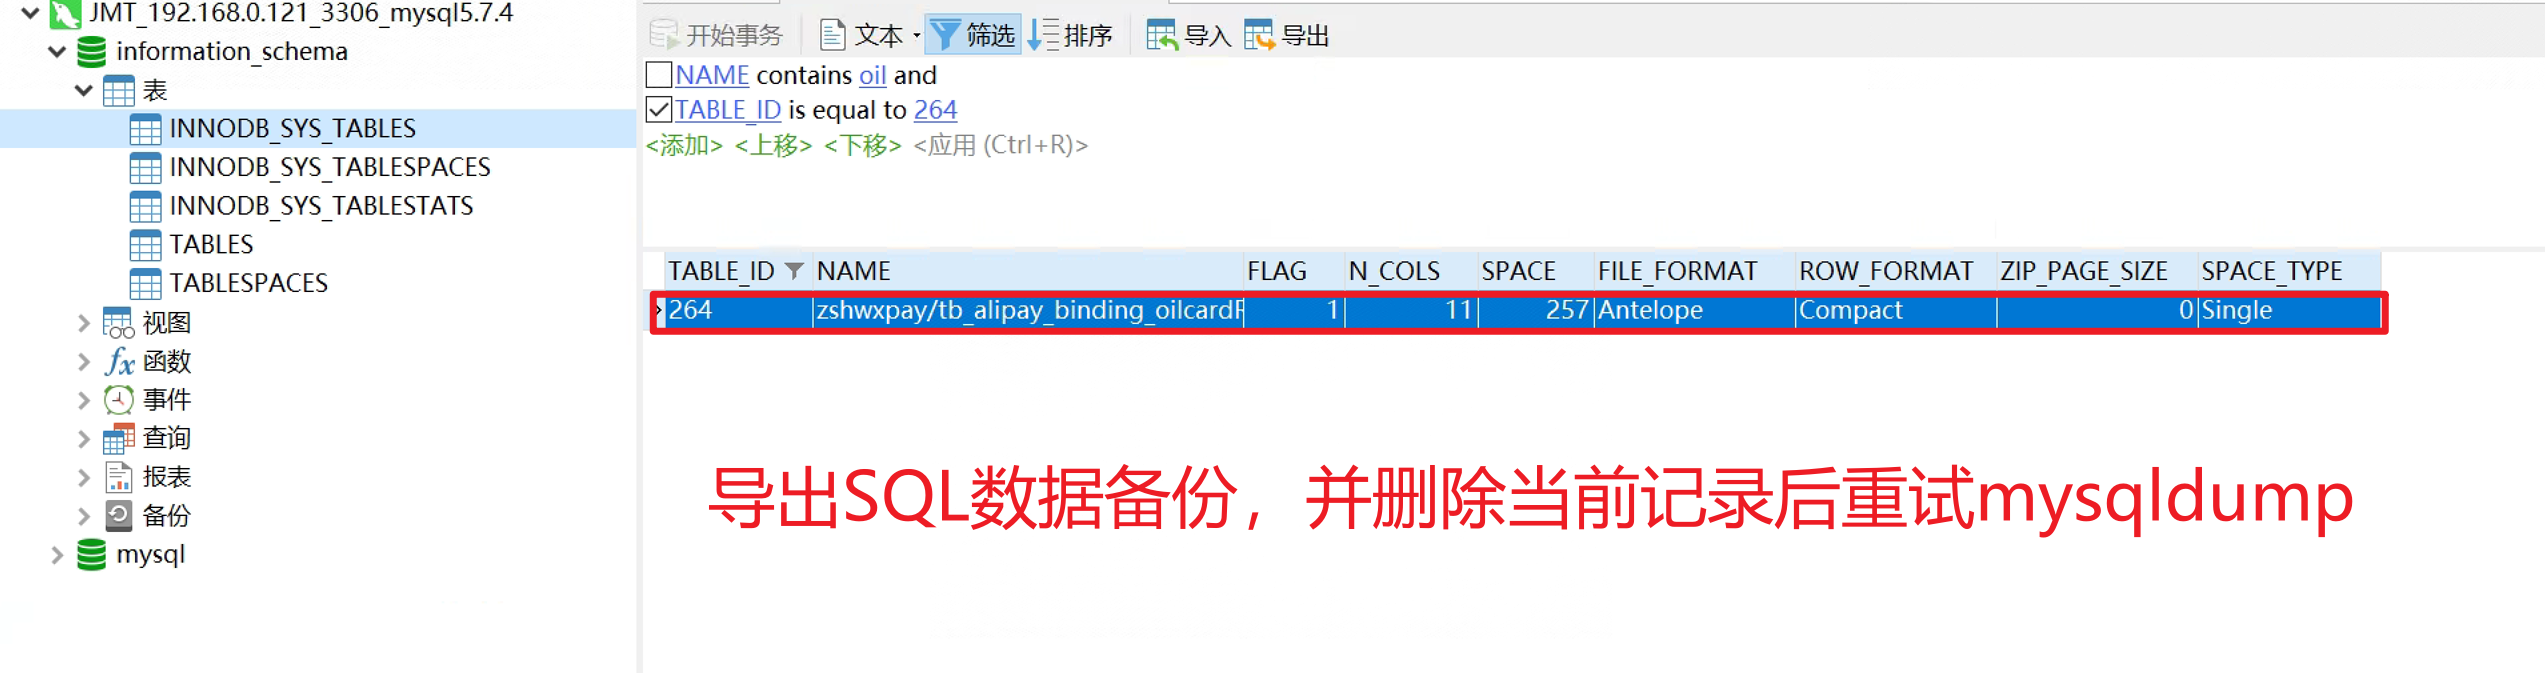 JMT_192.168.0.121_3306_mysql5.7.4
information_schema
表
INNODB_SYS_TABLES
INNODB_SYS_TABLESPACES
INNODB_SYS_TABLESTATS
TABLES
TABLESPACES
视图
fx 函数
事件
查询
报表
备份
mysql
开始事务 文本 筛选 排序 导入 导出
NAME contains oil and
TABLE_ID is equal to 264
<添加> <上移> <下移> <应用 (Ctrl+R)>
TABLE_ID NAME FLAG N_COLS SPACE FILE_FORMAT ROW_FORMAT ZIP_PAGE_SIZE SPACE_TYPE
264 zshwxpay/tb_alipay_binding_oilcardF 1 11 257 Antelope Compact 0 Single
导出SQL数据备份，并删除当前记录后重试mysqldump